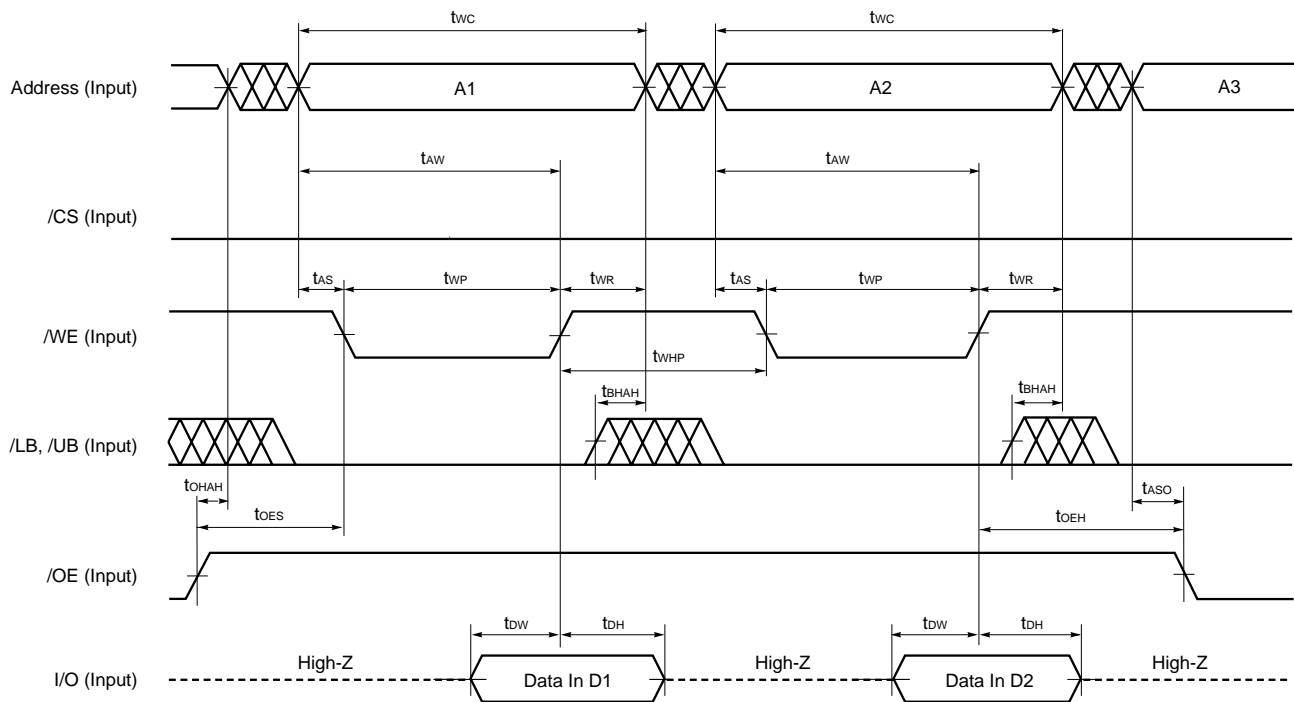 tWC tWC
Address (Input) A1 A2 A3
tAW tAW
/CS (Input)
tAS tWP tWR tAS tWP tWR
/WE (Input)
tWHP
tBHAH tBHAH
/LB, /UB (Input)
tOHAH tASO
tOES tOEH
/OE (Input)
tDW tDH tDW tDH
High-Z High-Z High-Z
I/O (Input) Data In D1 Data In D2